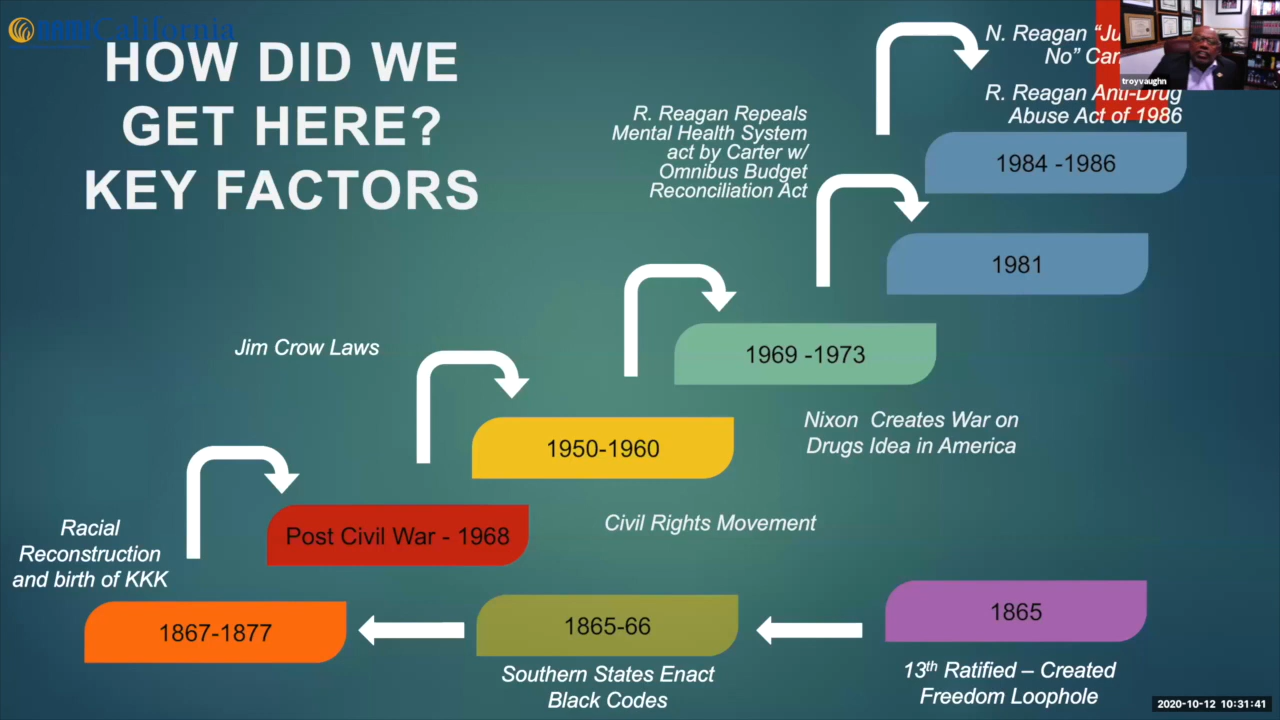 NAMI California
HOW DID WE
GET HERE?
KEY FACTORS
N. Reagan “Ju
No” Ca
troyvaughn
R. Reagan Anti-Drug
Abuse Act of 1986
1984 -1986
R. Reagan Repeals
Mental Health System
act by Carter w/
Omnibus Budget
Reconciliation Act
1981
1969 -1973
Nixon  Creates War on
Drugs Idea in America
Jim Crow Laws
1950-1960
Civil Rights Movement
Post Civil War - 1968
Racial
Reconstruction
and birth of KKK
1867-1877
1865-66
Southern States Enact
Black Codes
1865
13th Ratified – Created
Freedom Loophole
2020-10-12 10:31:41